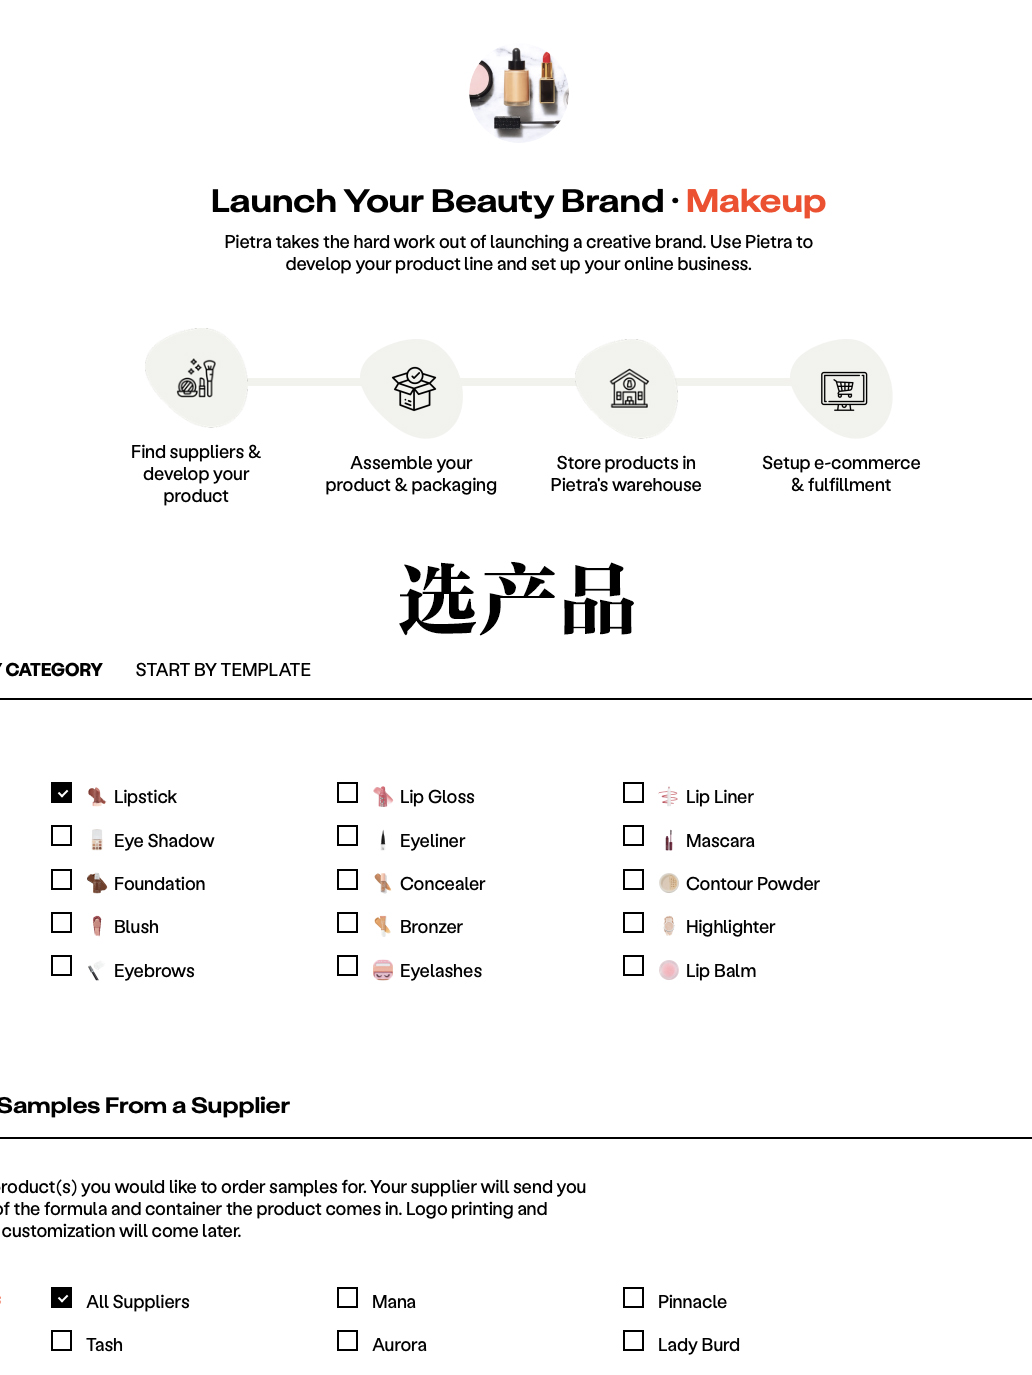 Launch Your Beauty Brand · Makeup
Pietra takes the hard work out of launching a creative brand. Use Pietra to
develop your product line and set up your online business.
Find suppliers &
develop your
product
Assemble your
product & packaging
Store products in
Pietra's warehouse
Setup e-commerce
& fulfillment
选产品
CATEGORY START BY TEMPLATE
Lipstick Lip Gloss Lip Liner
Eye Shadow Eyeliner Mascara
Foundation Concealer Contour Powder
Blush Bronzer Highlighter
Eyebrows Eyelashes Lip Balm
Samples From a Supplier
roduct(s) you would like to order samples for. Your supplier will send you
of the formula and container the product comes in. Logo printing and
customization will come later.
All Suppliers Mana Pinnacle
Tash Aurora Lady Burd